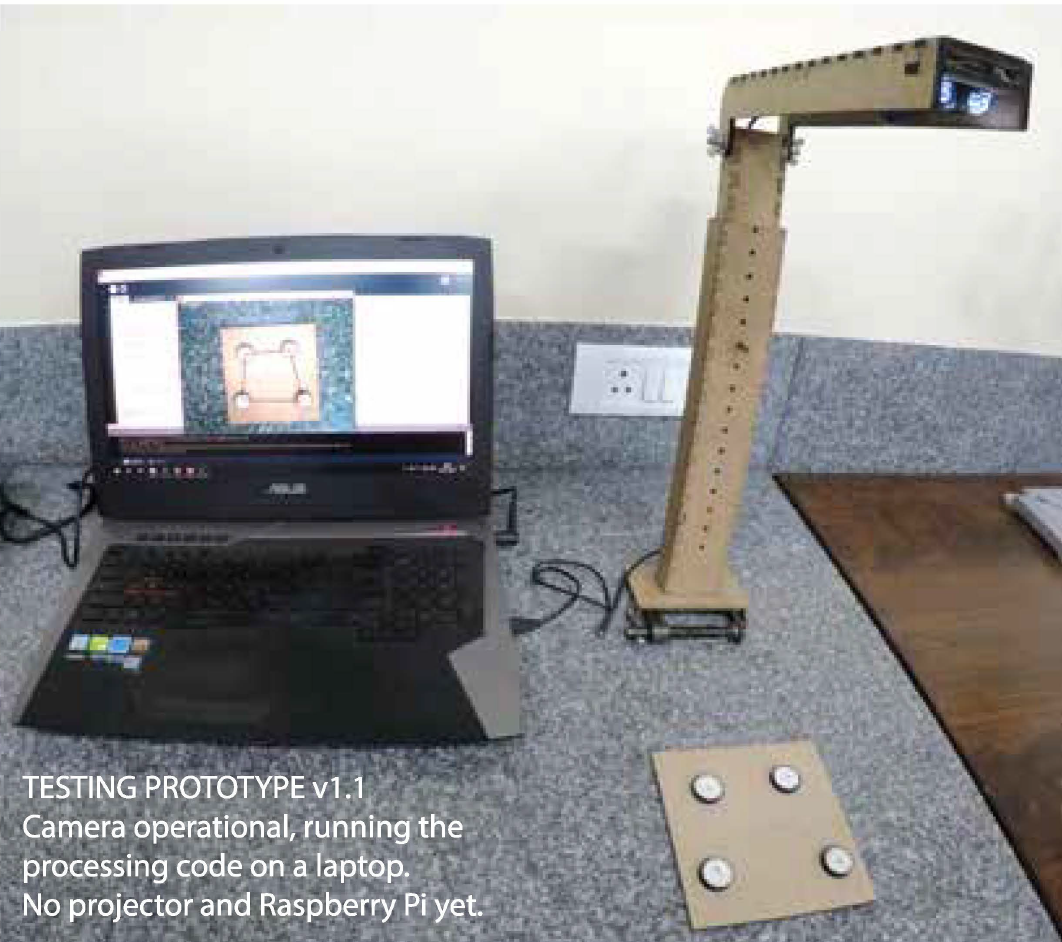 ASUS
TESTING PROTOTYPE v1.1
Camera operational, running the
processing code on a laptop.
No projector and Raspberry Pi yet.